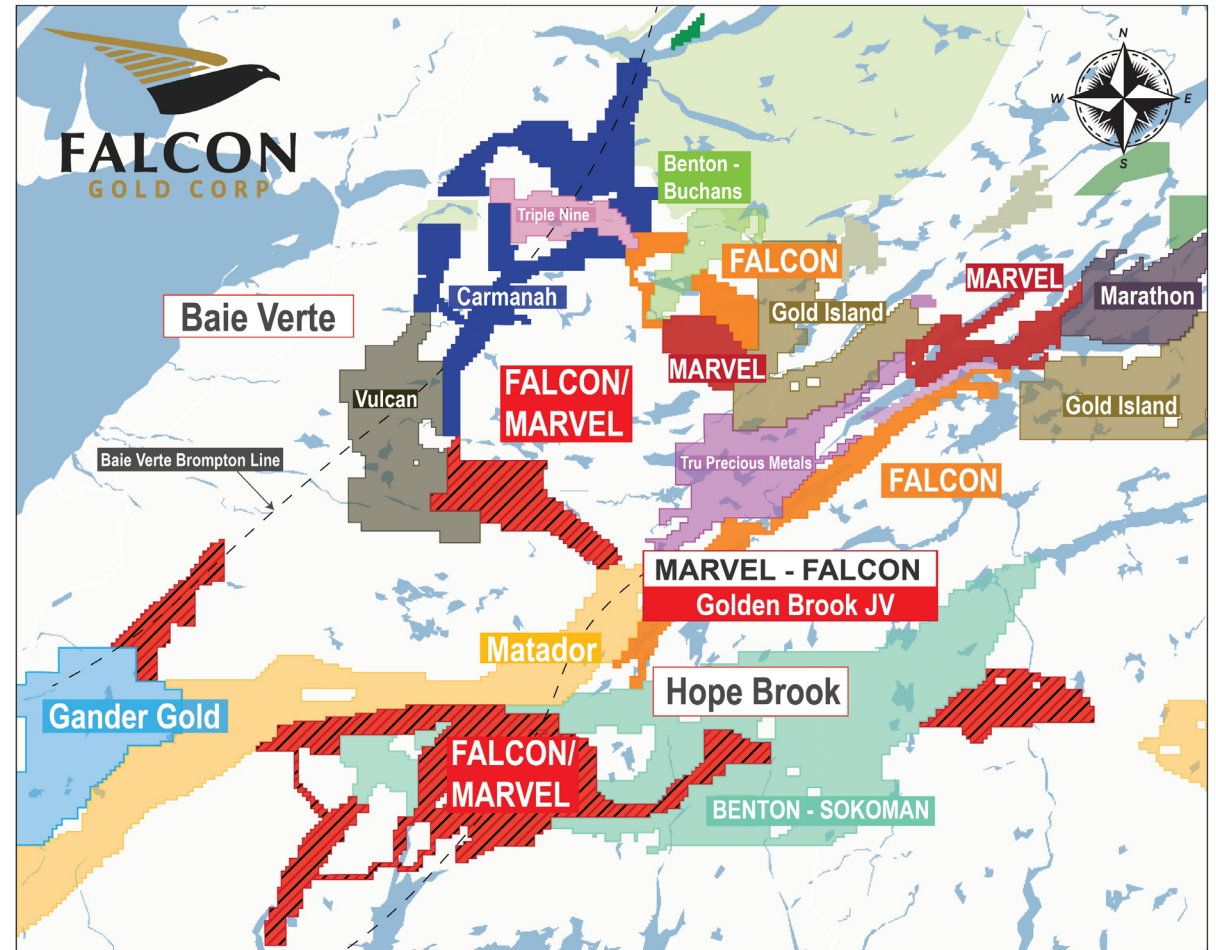 FALCON
GOLD CORP
N
W
E
S
Benton -
Buchans
Triple Nine
FALCON
MARVEL
Carmanah
Marathon
Baie Verte
Gold Island
MARVEL
FALCON/
MARVEL
Vulcan
Gold Island
Baie Verte Brompton Line
Tru Precious Metals
FALCON
MARVEL - FALCON
Golden Brook JV
Matador
Hope Brook
Gander Gold
FALCON/
MARVEL
BENTON - SOKOMAN